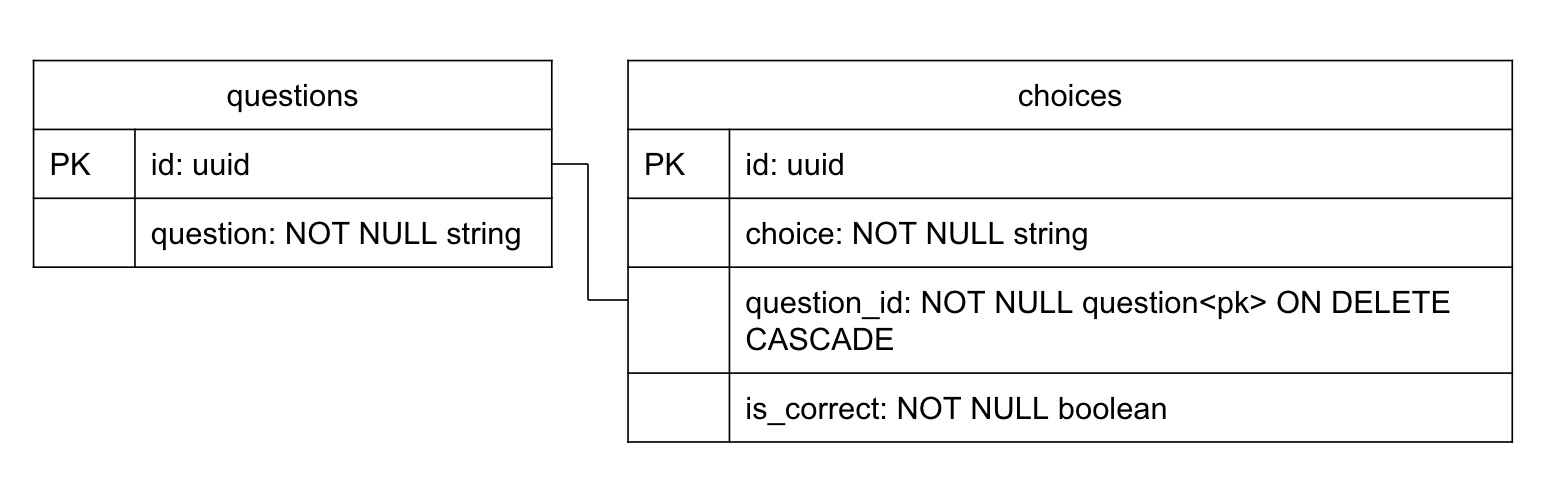 questions
PK
id: uuid
question: NOT NULL string
choices
PK
id: uuid
choice: NOT NULL string
question_id: NOT NULL question<pk> ON DELETE
CASCADE
is_correct: NOT NULL boolean